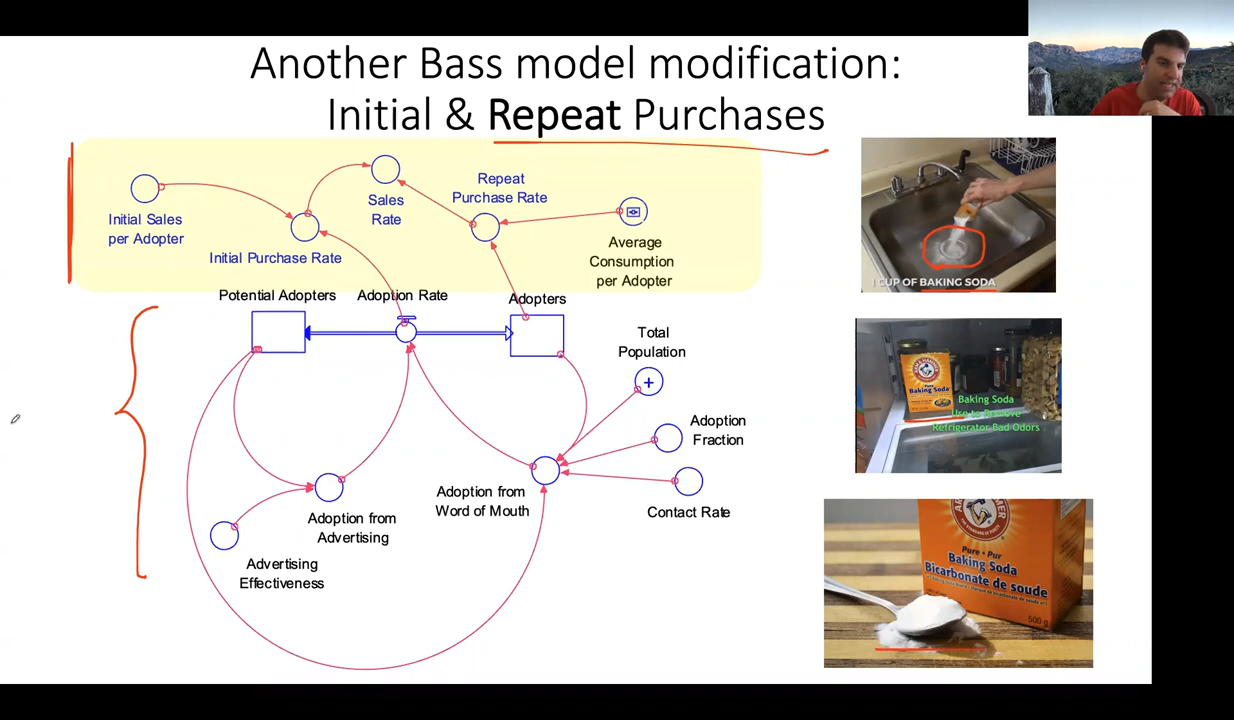 Another Bass model modification:
Initial & Repeat Purchases
Initial Sales
per Adopter
Initial Purchase Rate
Sales
Rate
Repeat
Purchase Rate
Average
Consumption
per Adopter
Potential Adopters
Adoption Rate
Adopters
Total
Population
+
Adoption
Fraction
Contact Rate
Adoption from
Word of Mouth
Adoption from
Advertising
Advertising
Effectiveness
1 CUP OF BAKING SODA
Pure
Baking Soda
Baking Soda
Use to Remove
Refrigerator Bad Odors
Pure • Pur
Baking Soda
Bicarbonate de soude
500 g